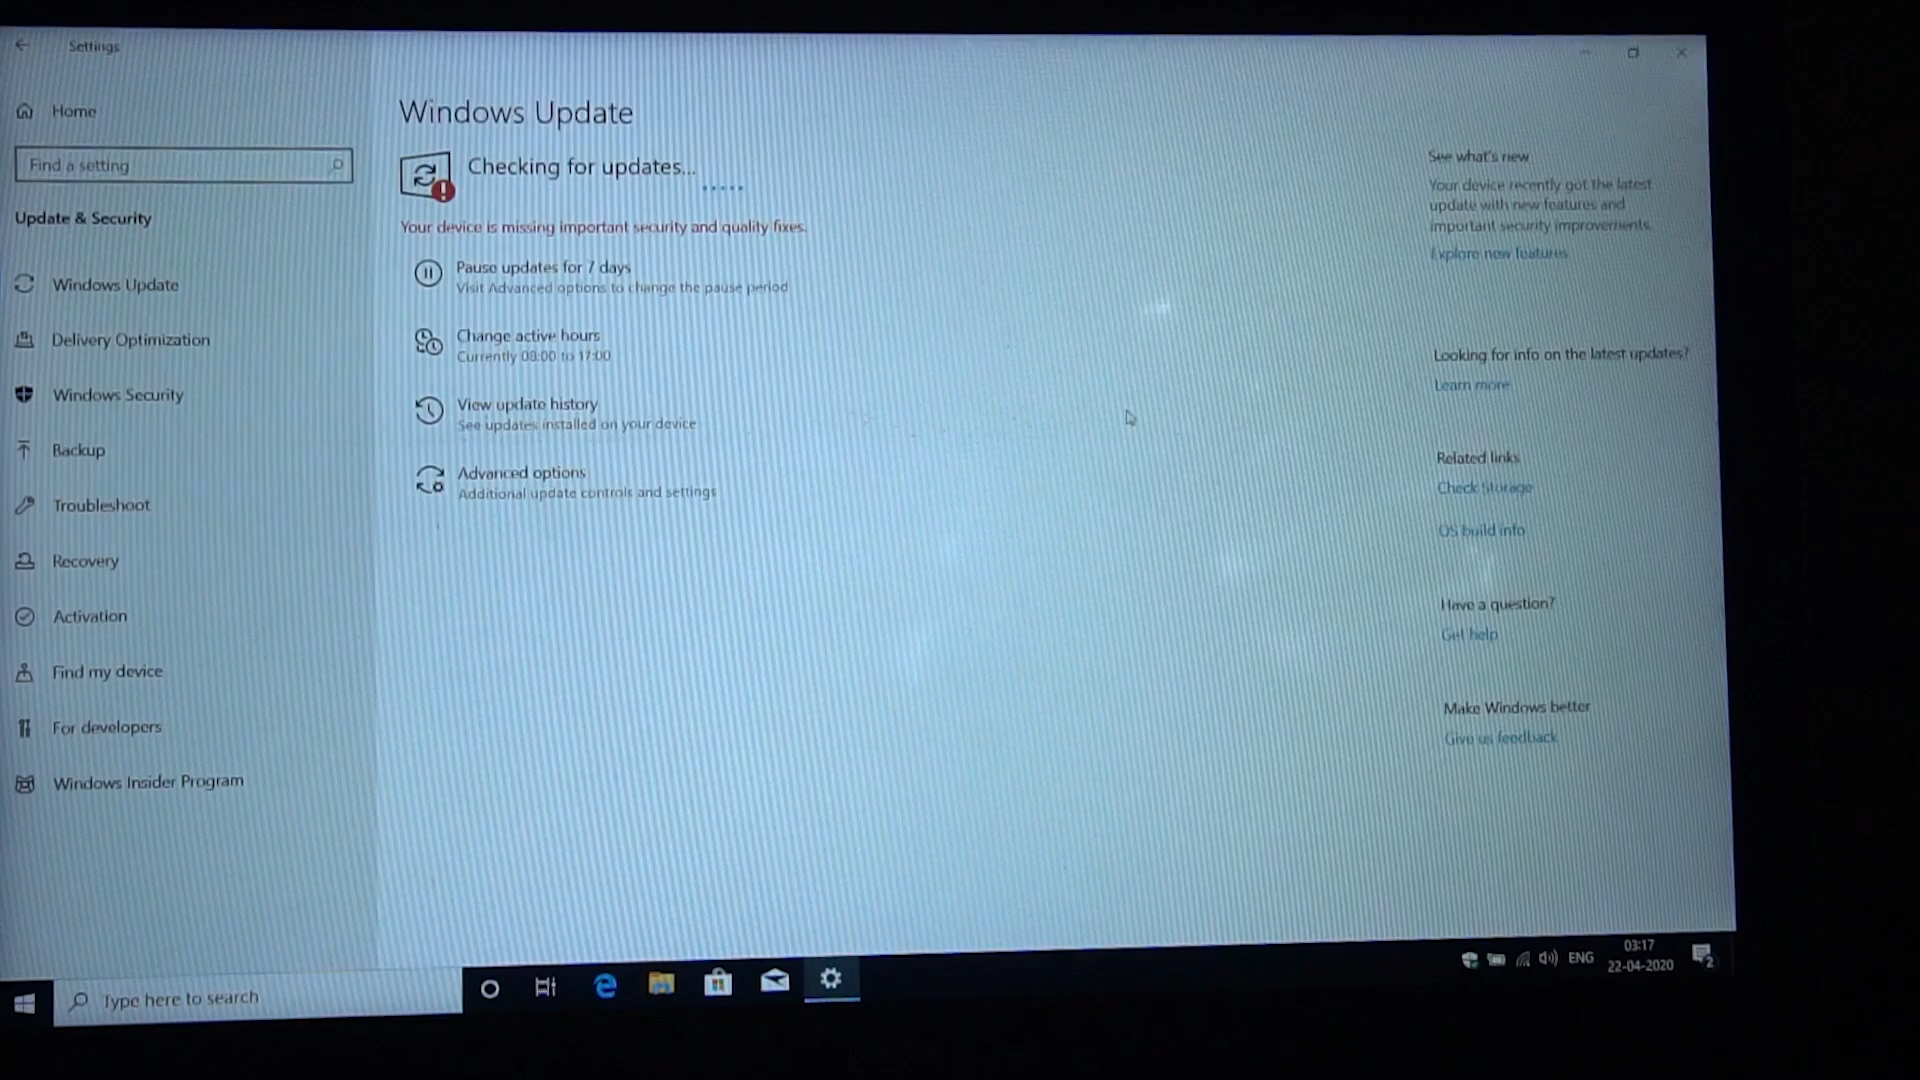 Settings
Home
Find a setting
Update & Security
Windows Update
Delivery Optimization
Windows Security
Backup
Troubleshoot
Recovery
Activation
Find my device
For developers
Windows Insider Program
Windows Update
Checking for updates...
Your device is missing important security and quality fixes.
Pause updates for 7 days
Visit Advanced options to change the pause period
Change active hours
Currently 08:00 to 17:00
View update history
See updates installed on your device
Advanced options
Additional update controls and settings
See what's new
Your device recently got the latest
update with new features and
important security improvements.
Explore new features
Looking for info on the latest updates?
Learn more
Related links
Check Storage
OS build info
Have a question?
Get help
Make Windows better
Give us feedback
Type here to search
ENG
03:17
22-04-2020
2